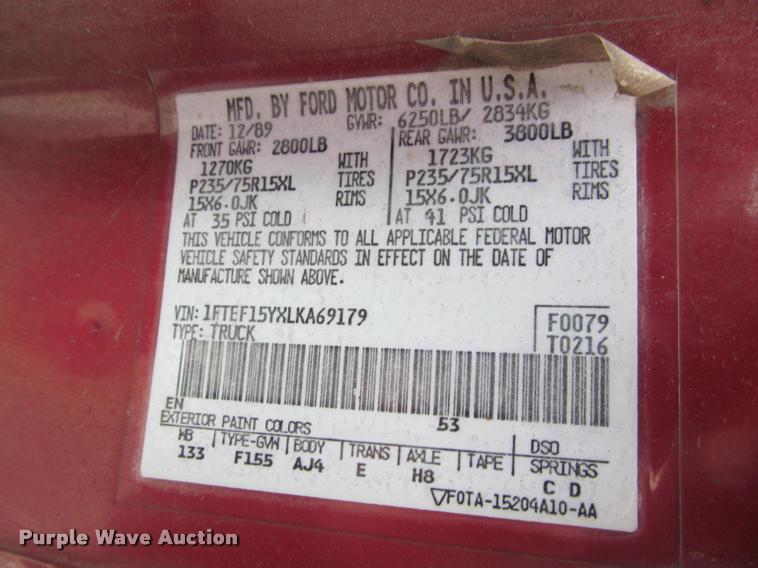 MFD. BY FORD MOTOR CO. IN U.S.A.
DATE: 12/89 GVWR: 6250LB/ 2834KG
FRONT GAWR: 2800LB REAR GAWR: 3800LB
1270KG WITH 1723KG WITH
P235/75R15XL TIRES P235/75R15XL TIRES
15X6.0JK RIMS 15X6.0JK RIMS
AT 35 PSI COLD AT 41 PSI COLD
THIS VEHICLE CONFORMS TO ALL APPLICABLE FEDERAL MOTOR
VEHICLE SAFETY STANDARDS IN EFFECT ON THE DATE OF
MANUFACTURE SHOWN ABOVE.
VIN: 1FTEF15YXLKA69179 F0079
TYPE: TRUCK T0216
EN 53
EXTERIOR PAINT COLORS DSO
WB TYPE-GVW BODY TRANS AXLE TAPE SPRINGS
133 F155 AJ4 E H8 C D
F0TA-15204A10-AA
Purple Wave Auction®